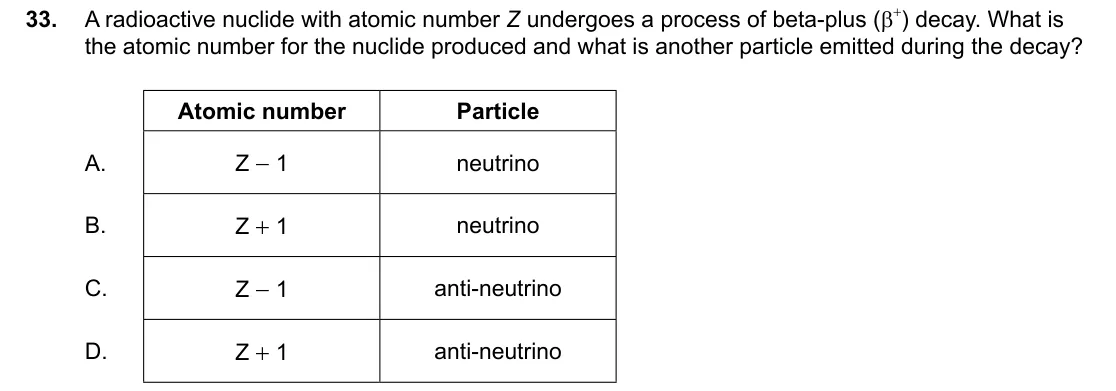 33. A radioactive nuclide with atomic number Z undergoes a process of beta-plus (β⁺) decay. What is
the atomic number for the nuclide produced and what is another particle emitted during the decay?
Atomic number Particle
A. Z – 1 neutrino
B. Z + 1 neutrino
C. Z – 1 anti-neutrino
D. Z + 1 anti-neutrino